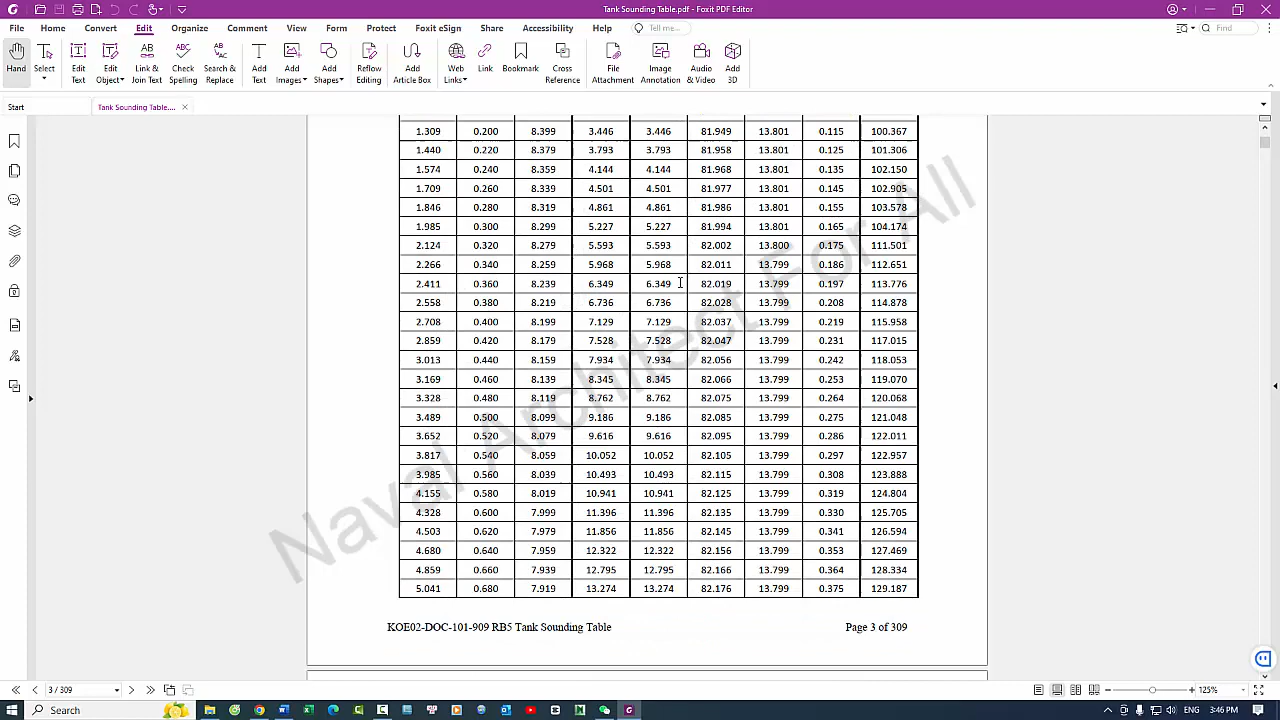 Tank Sounding Table.pdf - Foxit PDF Editor
File Home Convert Edit Organize Comment View Form Protect Foxit eSign Share Accessibility Help Tell me... Find
Hand Select Edit Text Edit Object Link & Join Text Check Spelling Search & Replace Add Text Add Images Add Shapes Reflow Editing Add Article Box Web Links Link Bookmark Cross Reference File Attachment Image Annotation Audio & Video Add 3D
Start Tank Sounding Table....
1.309 0.200 8.399 3.446 3.446 81.949 13.801 0.115 100.367
1.440 0.220 8.379 3.793 3.793 81.958 13.801 0.125 101.306
1.574 0.240 8.359 4.144 4.144 81.968 13.801 0.135 102.150
1.709 0.260 8.339 4.501 4.501 81.977 13.801 0.145 102.905
1.846 0.280 8.319 4.861 4.861 81.986 13.801 0.155 103.578
1.985 0.300 8.299 5.227 5.227 81.994 13.801 0.165 104.174
2.124 0.320 8.279 5.593 5.593 82.002 13.800 0.175 111.501
2.266 0.340 8.259 5.968 5.968 82.011 13.799 0.186 112.651
2.411 0.360 8.239 6.349 6.349 82.019 13.799 0.197 113.776
2.558 0.380 8.219 6.736 6.736 82.028 13.799 0.208 114.878
2.708 0.400 8.199 7.129 7.129 82.037 13.799 0.219 115.958
2.859 0.420 8.179 7.528 7.528 82.047 13.799 0.231 117.015
3.013 0.440 8.159 7.934 7.934 82.056 13.799 0.242 118.053
3.169 0.460 8.139 8.345 8.345 82.066 13.799 0.253 119.070
3.328 0.480 8.119 8.762 8.762 82.075 13.799 0.264 120.068
3.489 0.500 8.099 9.186 9.186 82.085 13.799 0.275 121.048
3.652 0.520 8.079 9.616 9.616 82.095 13.799 0.286 122.011
3.817 0.540 8.059 10.052 10.052 82.105 13.799 0.297 122.957
3.985 0.560 8.039 10.493 10.493 82.115 13.799 0.308 123.888
4.155 0.580 8.019 10.941 10.941 82.125 13.799 0.319 124.804
4.328 0.600 7.999 11.396 11.396 82.135 13.799 0.330 125.705
4.503 0.620 7.979 11.856 11.856 82.145 13.799 0.341 126.594
4.680 0.640 7.959 12.322 12.322 82.156 13.799 0.353 127.469
4.859 0.660 7.939 12.795 12.795 82.166 13.799 0.364 128.334
5.041 0.680 7.919 13.274 13.274 82.176 13.799 0.375 129.187
Naval Architect For All
KOE02-DOC-101-909 RB5 Tank Sounding Table Page 3 of 309
3 / 309 125%
Search ENG 3:46 PM